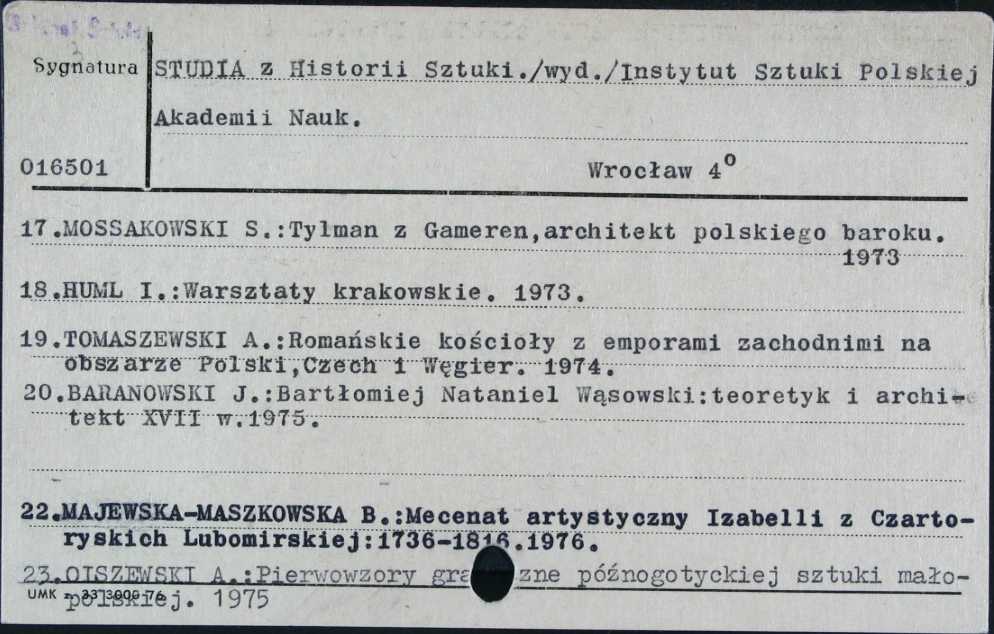 Sygnatura STUDIA z Historii Sztuki./wyd./Instytut Sztuki Polskiej
Akademii Nauk.
016501 Wrocław 4°
17.MOSSAKOWSKI S.:Tylman z Gameren,architekt polskiego baroku.
1973
18.HUML I.:Warsztaty krakowskie. 1973.
19.TOMASZEWSKI A.:Romańskie kościoły z emporami zachodnimi na
obszarze Polski,Czech i Węgier. 1974.
20.BARANOWSKI J.:Bartłomiej Nataniel Wąsowski:teoretyk i archi-
tekt XVII w.1975.
22.MAJEWSKA-MASZKOWSKA B.:Mecenat artystyczny Izabelli z Czarto-
ryskich Lubomirskiej:1736-1816.1976.
23.OISZEWSKI A.:Pierwowzory gra zne późnogotyckiej sztuki mało-
polskiej. 1975
UMK z. 33 3000 76